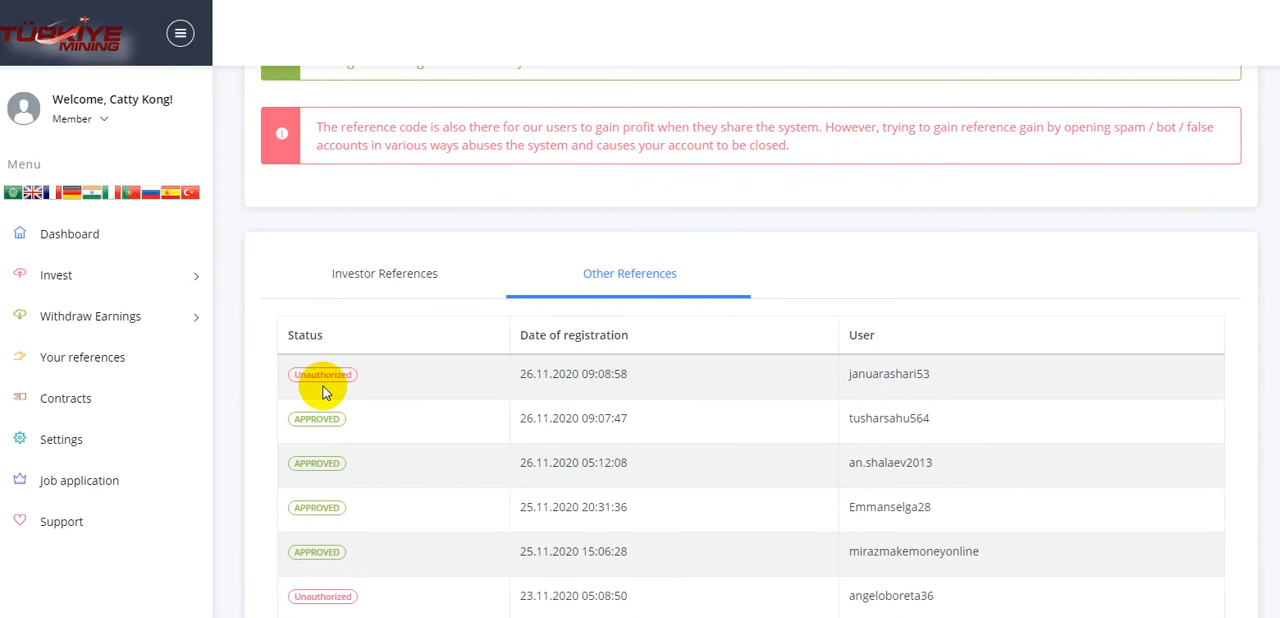 TÜRKİYE
MINING
Welcome, Catty Kong!
Member
Menu
Dashboard
Invest
Withdraw Earnings
Your references
Contracts
Settings
Job application
Support
The reference code is also there for our users to gain profit when they share the system. However, trying to gain reference gain by opening spam / bot / false
accounts in various ways abuses the system and causes your account to be closed.
Investor References Other References
Status Date of registration User
Unauthorized 26.11.2020 09:08:58 januarashari53
APPROVED 26.11.2020 09:07:47 tusharsahu564
APPROVED 26.11.2020 05:12:08 an.shalaev2013
APPROVED 25.11.2020 20:31:36 Emmanselga28
APPROVED 25.11.2020 15:06:28 mirazmakemoneyonline
Unauthorized 23.11.2020 05:08:50 angeloboreta36